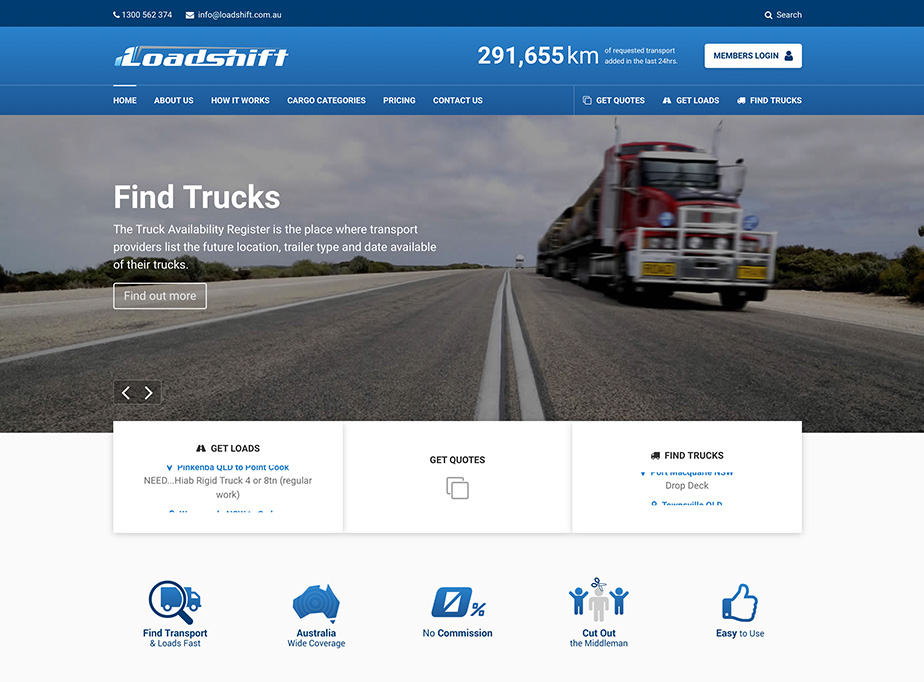 1300 562 374
info@loadshift.com.au
Search
Loadshift
291,655km
of requested transport
added in the last 24hrs.
MEMBERS LOGIN
HOME
ABOUT US
HOW IT WORKS
CARGO CATEGORIES
PRICING
CONTACT US
GET QUOTES
GET LOADS
FIND TRUCKS
Find Trucks
The Truck Availability Register is the place where transport
providers list the future location, trailer type and date available
of their trucks.
Find out more
GET LOADS
Pinkenba QLD to Point Cook
NEED...Hiab Rigid Truck 4 or 8tn (regular
work)
GET QUOTES
FIND TRUCKS
Port Macquarie NSW
Drop Deck
Townsville QLD
Find Transport
& Loads Fast
Australia
Wide Coverage
%
No Commission
Cut Out
the Middleman
Easy to Use